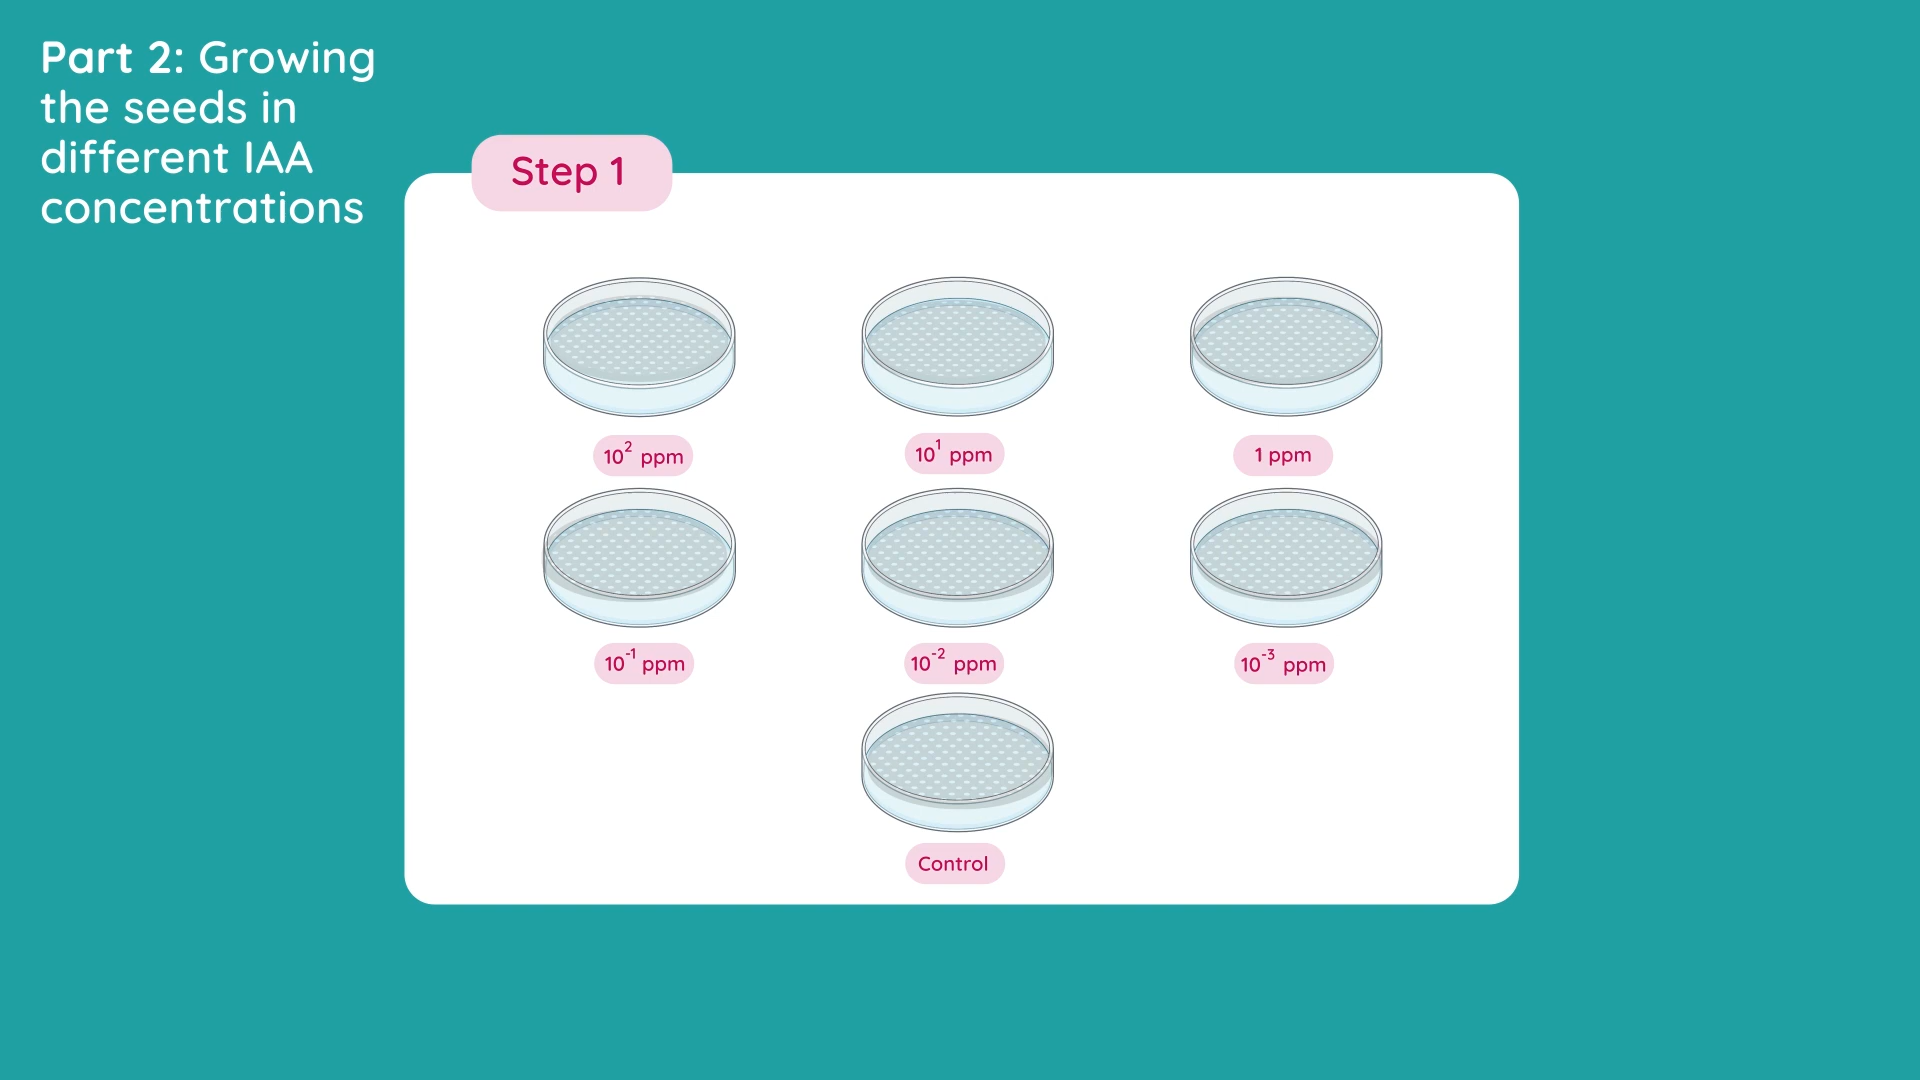 Part 2: Growing
the seeds in
different IAA
concentrations
Step 1
10² ppm
10¹ ppm
1 ppm
10⁻¹ ppm
10⁻² ppm
10⁻³ ppm
Control